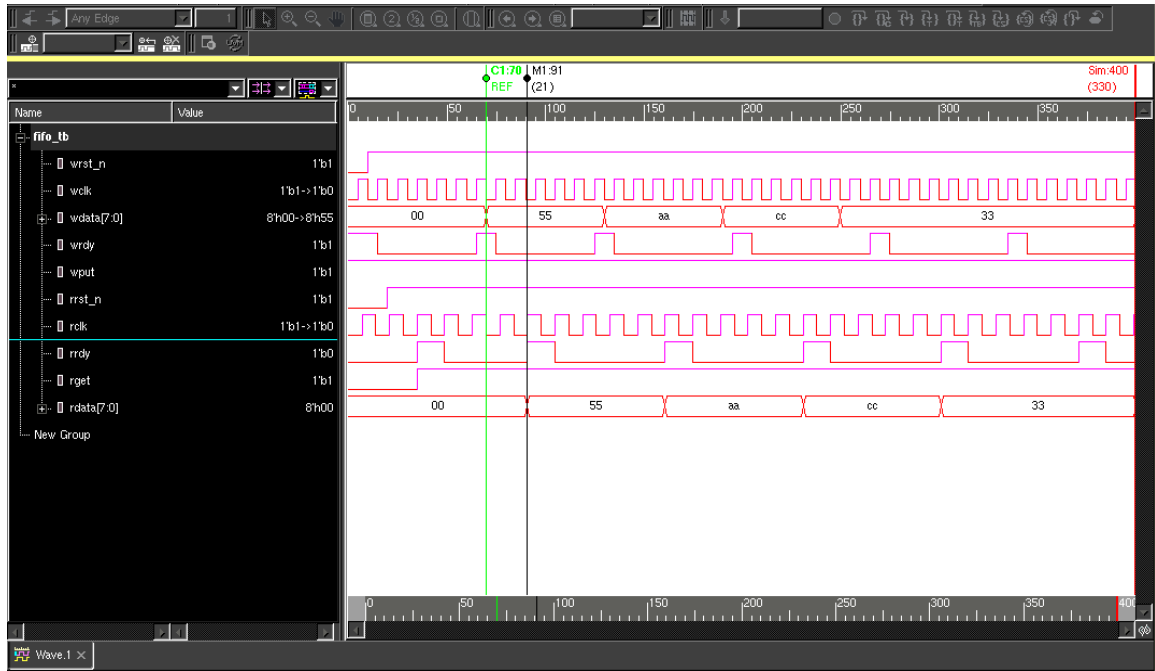 Any Edge 1
C1:70 M1:91 Sim:400
REF (21) (330)
*
Name Value 0 50 100 150 200 250 300 350
fifo_tb
wrst_n 1'b1
wclk 1'b1->1'b0
wdata[7:0] 8'h00->8'h55 00 55 aa cc 33
wrdy 1'b1
wput 1'b1
rrst_n 1'b1
rclk 1'b1->1'b0
rrdy 1'b0
rget 1'b1
rdata[7:0] 8'h00 00 55 aa cc 33
New Group
0 50 100 150 200 250 300 350 400
Wave.1